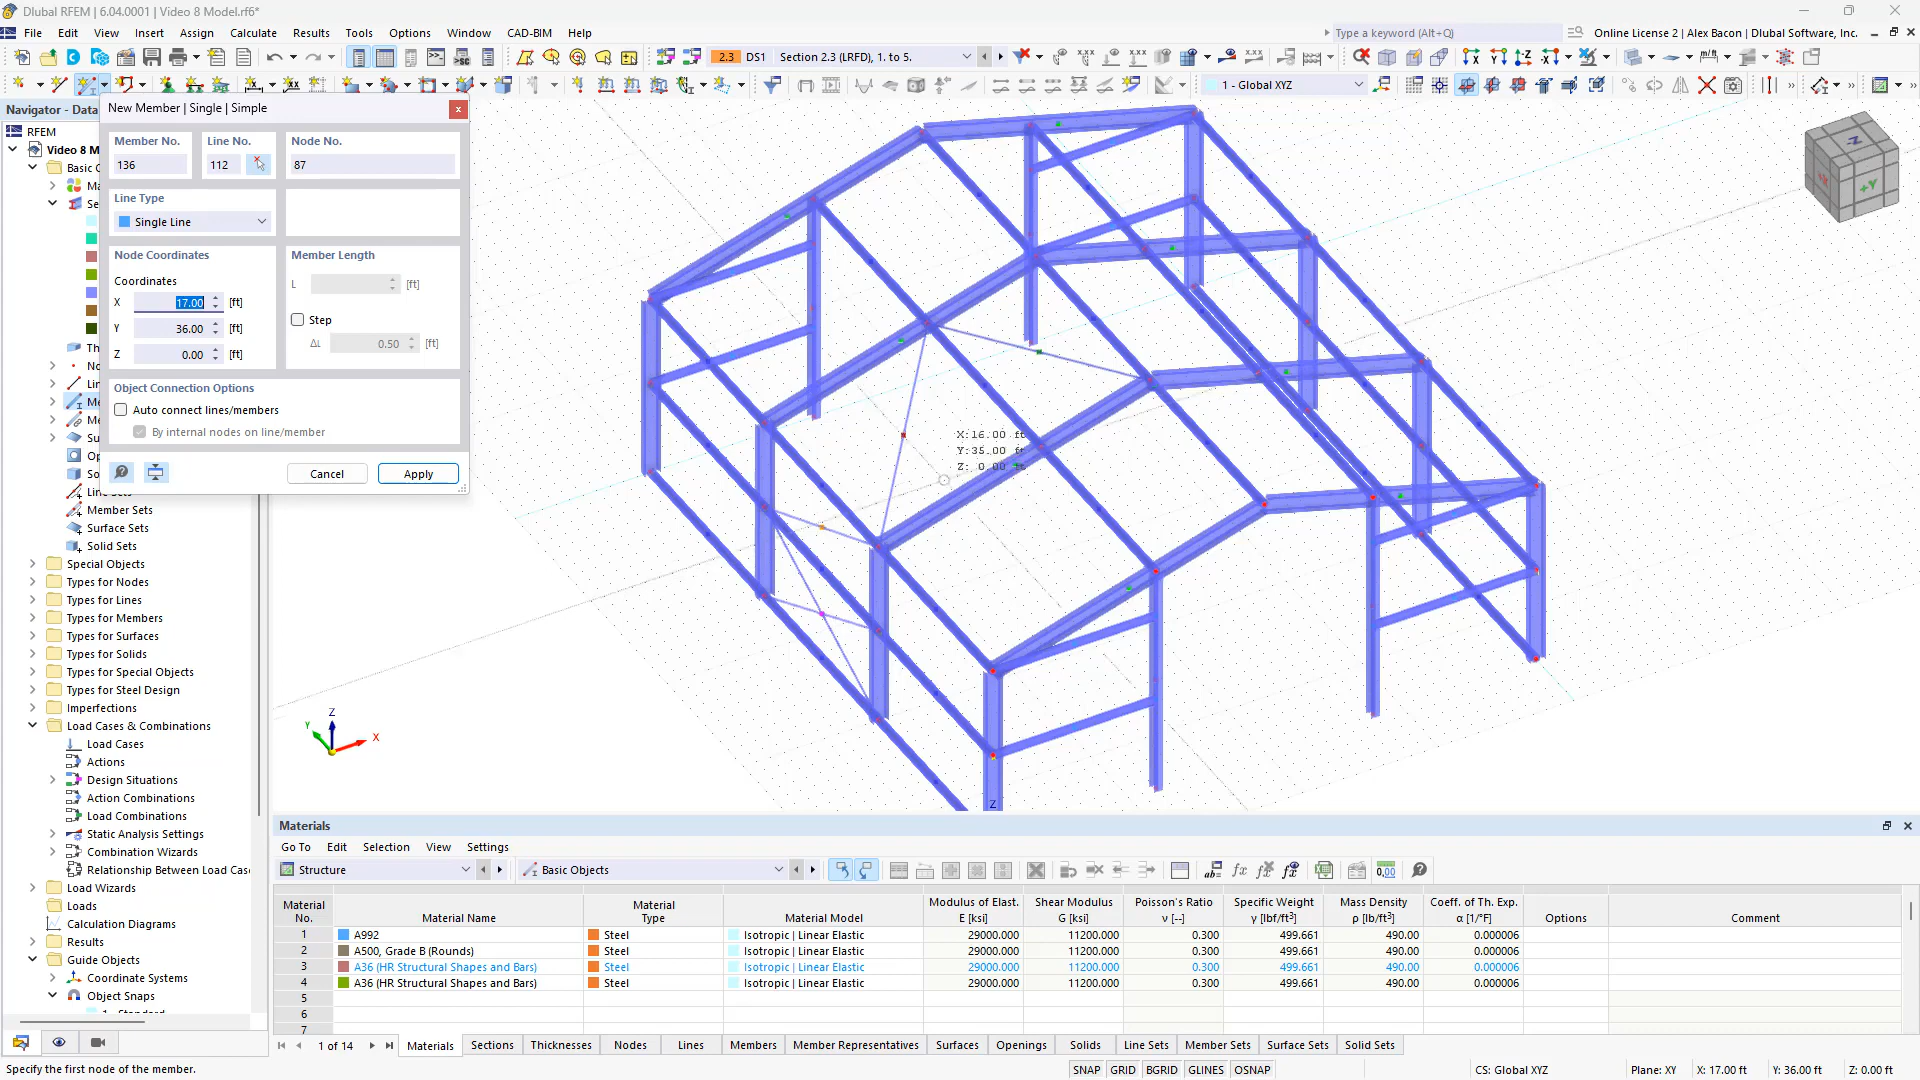 Dlubal RFEM | 6.04.0001 | Video 8 Model.rf6*
File Edit View Insert Assign Calculate Results Tools Options Window CAD-BIM Help
Type a keyword (Alt+Q)
Online License 2 | Alex Bacon | Dlubal Software, Inc.
2.3 DS1 Section 2.3 (LRFD), 1. to 5.
1 - Global XYZ
Navigator - Data
RFEM
Video 8 M
Basic C
Ma
Se
Th
No
Lin
Me
Me
Su
Op
So
Line Sets
Member Sets
Surface Sets
Solid Sets
Special Objects
Types for Nodes
Types for Lines
Types for Members
Types for Surfaces
Types for Solids
Types for Special Objects
Types for Steel Design
Imperfections
Load Cases & Combinations
Load Cases
Actions
Design Situations
Action Combinations
Load Combinations
Static Analysis Settings
Combination Wizards
Relationship Between Load Cas
Load Wizards
Loads
Calculation Diagrams
Results
Guide Objects
Coordinate Systems
Object Snaps
New Member | Single | Simple
Member No. Line No. Node No.
136 112 87
Line Type
Single Line
Node Coordinates Member Length
Coordinates
L [ft]
X 17.00 [ft]
Step
Y 36.00 [ft]
ΔL 0.50 [ft]
Z 0.00 [ft]
Object Connection Options
Auto connect lines/members
By internal nodes on line/member
Cancel Apply
X:16.00 ft
Y:35.00 ft
Z: 0.00 ft
Z
Y
X
Z
Z
+Y
Materials
Go To Edit Selection View Settings
Structure Basic Objects
Material No. Material Name Material Type Material Model Modulus of Elast. E [ksi] Shear Modulus G [ksi] Poisson's Ratio ν [--] Specific Weight γ [lbf/ft³] Mass Density ρ [lb/ft³] Coeff. of Th. Exp. α [1/°F] Options Comment
1 A992 Steel Isotropic | Linear Elastic 29000.000 11200.000 0.300 499.661 490.00 0.000006
2 A500, Grade B (Rounds) Steel Isotropic | Linear Elastic 29000.000 11200.000 0.300 499.661 490.00 0.000006
3 A36 (HR Structural Shapes and Bars) Steel Isotropic | Linear Elastic 29000.000 11200.000 0.300 499.661 490.00 0.000006
4 A36 (HR Structural Shapes and Bars) Steel Isotropic | Linear Elastic 29000.000 11200.000 0.300 499.661 490.00 0.000006
5
6
7
1 of 14 Materials Sections Thicknesses Nodes Lines Members Member Representatives Surfaces Openings Solids Line Sets Member Sets Surface Sets Solid Sets
Specify the first node of the member.
SNAP GRID BGRID GLINES OSNAP
CS: Global XYZ
Plane: XY X: 17.00 ft Y: 36.00 ft Z: 0.00 ft